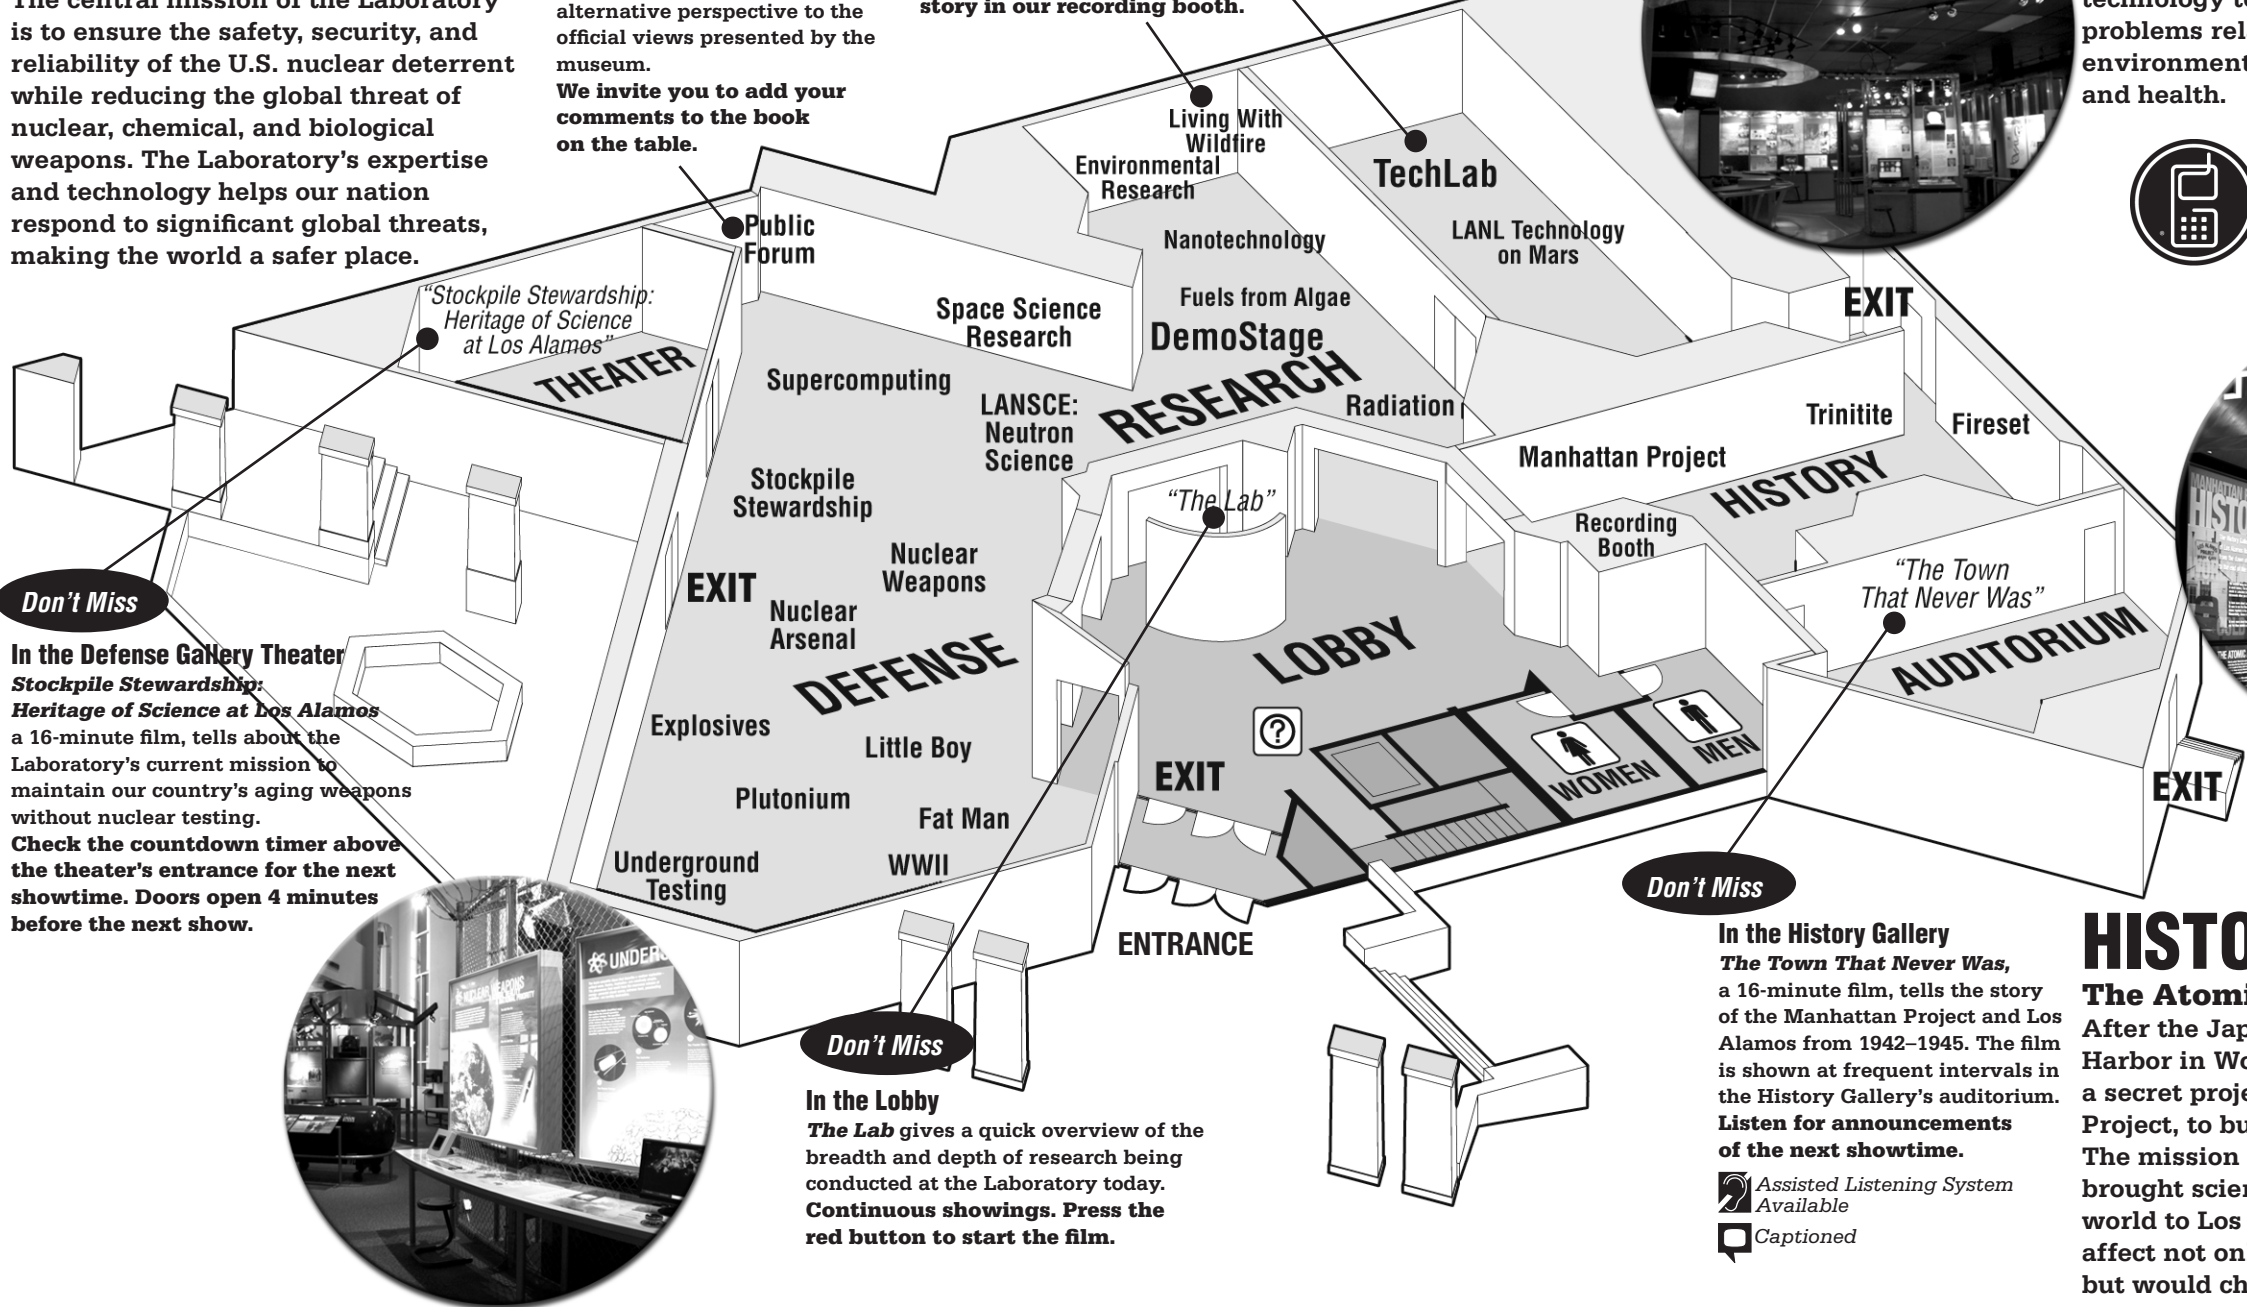 The central mission of the Laboratory
is to ensure the safety, security, and
reliability of the U.S. nuclear deterrent
while reducing the global threat of
nuclear, chemical, and biological
weapons. The Laboratory's expertise
and technology helps our nation
respond to significant global threats,
making the world a safer place.
alternative perspective to the
official views presented by the
museum.
We invite you to add your
comments to the book
on the table.
story in our recording booth.
technology to
problems rel
environment
and health.
Living With
Wildfire
Environmental
Research
TechLab
Public
Forum
Nanotechnology
LANL Technology
on Mars
"Stockpile Stewardship:
Heritage of Science
at Los Alamos"
THEATER
Space Science
Research
Fuels from Algae
DemoStage
EXIT
Supercomputing
LANSCE:
Neutron
Science
RESEARCH
Radiation
Trinitite
Fireset
Manhattan Project
HISTORY
Stockpile
Stewardship
"The Lab"
Recording
Booth
Nuclear
Weapons
EXIT
Nuclear
Arsenal
"The Town
That Never Was"
AUDITORIUM
DEFENSE
LOBBY
?
Explosives
Little Boy
EXIT
WOMEN
MEN
EXIT
Plutonium
Fat Man
Underground
Testing
WWII
ENTRANCE
Don't Miss
In the Defense Gallery Theater
Stockpile Stewardship:
Heritage of Science at Los Alamos
a 16-minute film, tells about the
Laboratory's current mission to
maintain our country's aging weapons
without nuclear testing.
Check the countdown timer above
the theater's entrance for the next
showtime. Doors open 4 minutes
before the next show.
NUCLEAR WEAPONS
UNDERS
Don't Miss
In the Lobby
The Lab gives a quick overview of the
breadth and depth of research being
conducted at the Laboratory today.
Continuous showings. Press the
red button to start the film.
Don't Miss
In the History Gallery
The Town That Never Was,
a 16-minute film, tells the story
of the Manhattan Project and Los
Alamos from 1942–1945. The film
is shown at frequent intervals in
the History Gallery's auditorium.
Listen for announcements
of the next showtime.
Assisted Listening System
Available
Captioned
HISTO
The Atomi
After the Jap
Harbor in Wo
a secret proje
Project, to bu
The mission
brought scien
world to Los
affect not on
but would ch